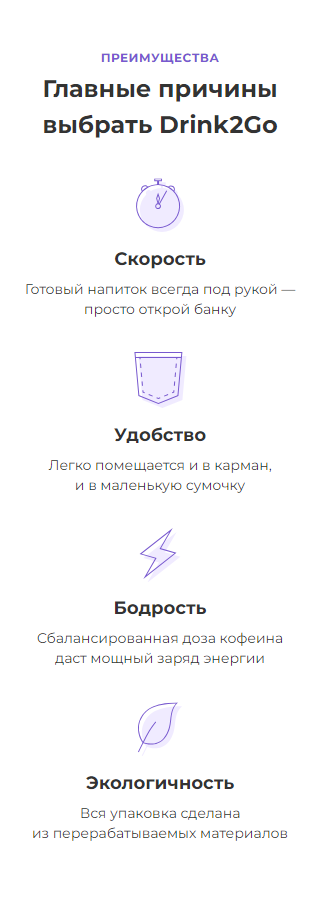 ПРЕИМУЩЕСТВА
Главные причины
выбрать Drink2Go
Скорость
Готовый напиток всегда под рукой —
просто открой банку
Удобство
Легко помещается и в карман,
и в маленькую сумочку
Бодрость
Сбалансированная доза кофеина
даст мощный заряд энергии
Экологичность
Вся упаковка сделана
из перерабатываемых материалов